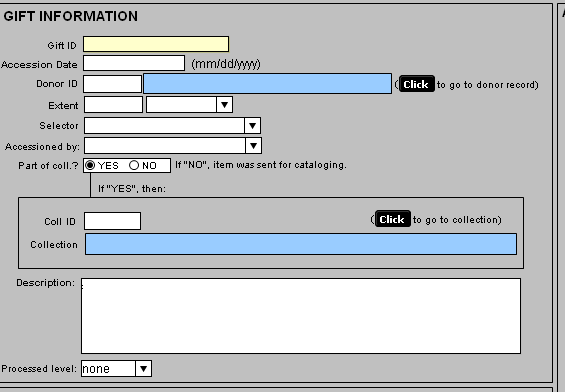 GIFT INFORMATION
Gift ID
Accession Date (mm/dd/yyyy)
Donor ID (Click to go to donor record)
Extent
Selector
Accessioned by:
Part of coll.? YES NO If "NO", item was sent for cataloging.
If "YES", then:
Coll ID (Click to go to collection)
Collection
Description:
Processed level: none